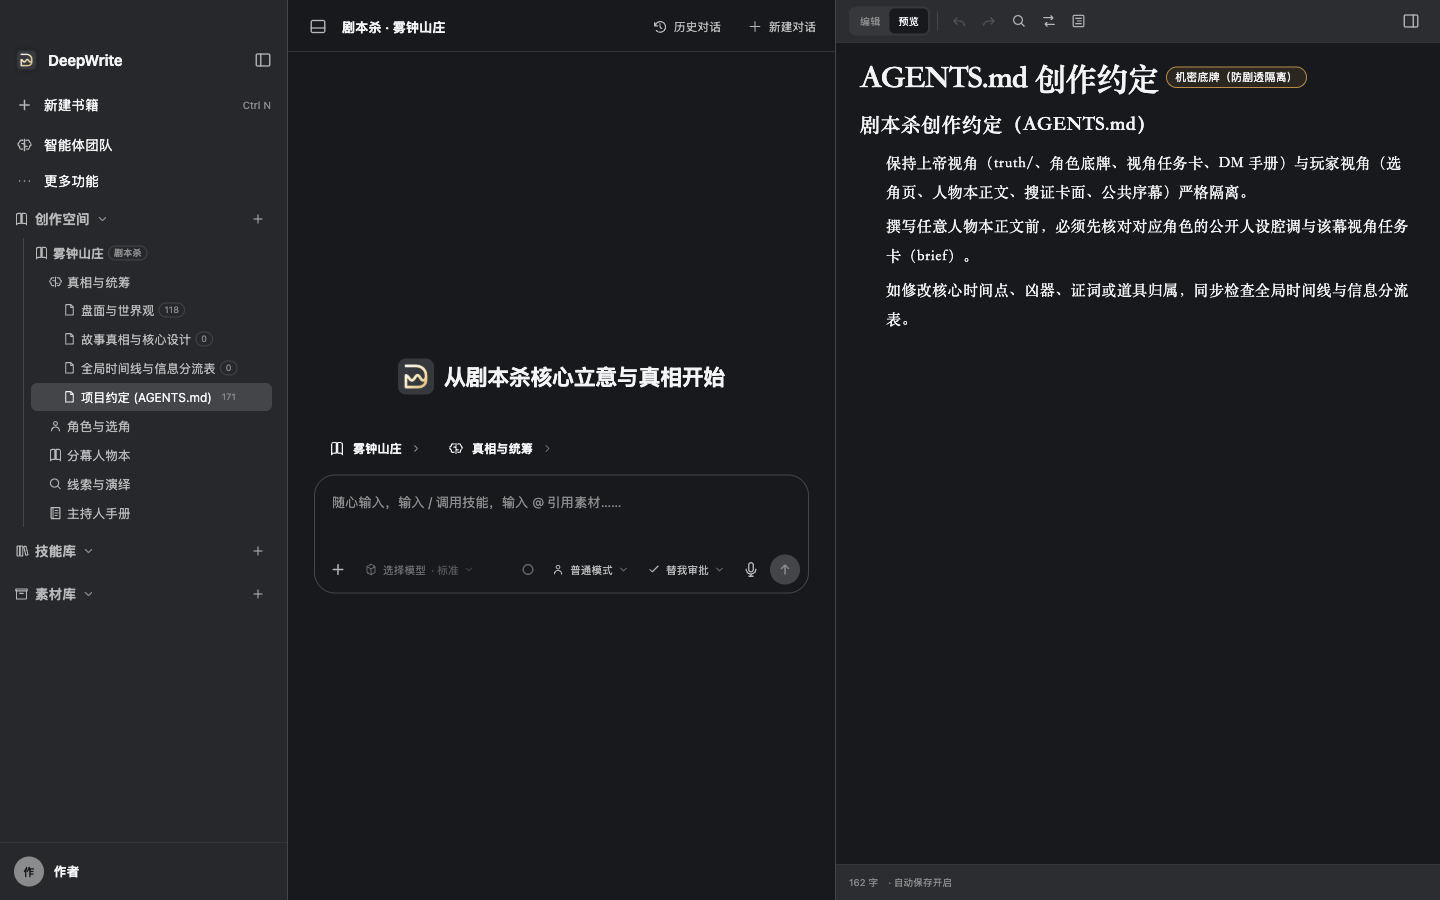 DeepWrite
新建书籍 Ctrl N
智能体团队
更多功能
创作空间
雾钟山庄 剧本杀
真相与统筹
盘面与世界观 118
故事真相与核心设计 0
全局时间线与信息分流表 0
项目约定 (AGENTS.md) 171
角色与选角
分幕人物本
线索与演绎
主持人手册
技能库
素材库
作 作者
剧本杀 · 雾钟山庄 历史对话 新建对话
从剧本杀核心立意与真相开始
雾钟山庄 真相与统筹
随心输入，输入 / 调用技能，输入 @ 引用素材……
选择模型 · 标准 普通模式 替我审批
编辑 预览
AGENTS.md 创作约定 机密底牌（防剧透隔离）
剧本杀创作约定（AGENTS.md）
保持上帝视角（truth/、角色底牌、视角任务卡、DM 手册）与玩家视角（选
角页、人物本正文、搜证卡面、公共序幕）严格隔离。
撰写任意人物本正文前，必须先核对对应角色的公开人设腔调与该幕视角任务
卡（brief）。
如修改核心时间点、凶器、证词或道具归属，同步检查全局时间线与信息分流
表。
162 字 · 自动保存开启